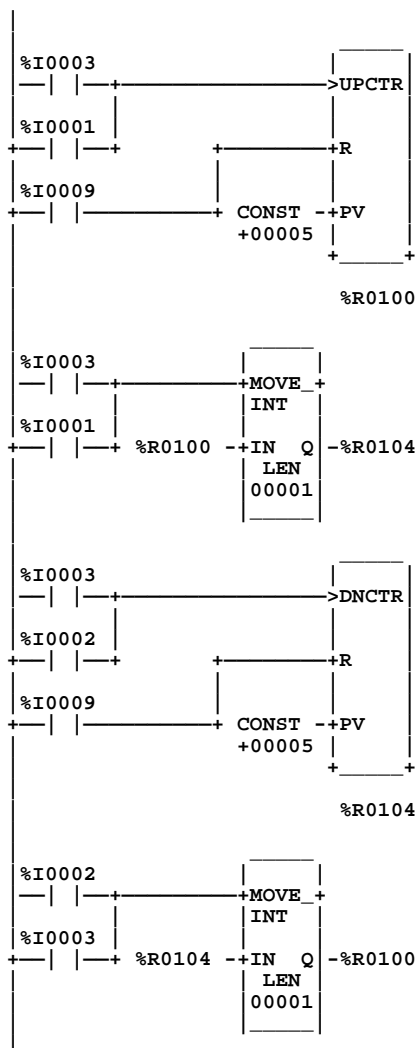 %I0003
>UPCTR
%I0001
R
%I0009
CONST PV
+00005
%R0100
%I0003
MOVE_
INT
%I0001
%R0100 IN Q %R0104
LEN
00001
%I0003
>DNCTR
%I0002
R
%I0009
CONST PV
+00005
%R0104
%I0002
MOVE_
INT
%I0003
%R0104 IN Q %R0100
LEN
00001